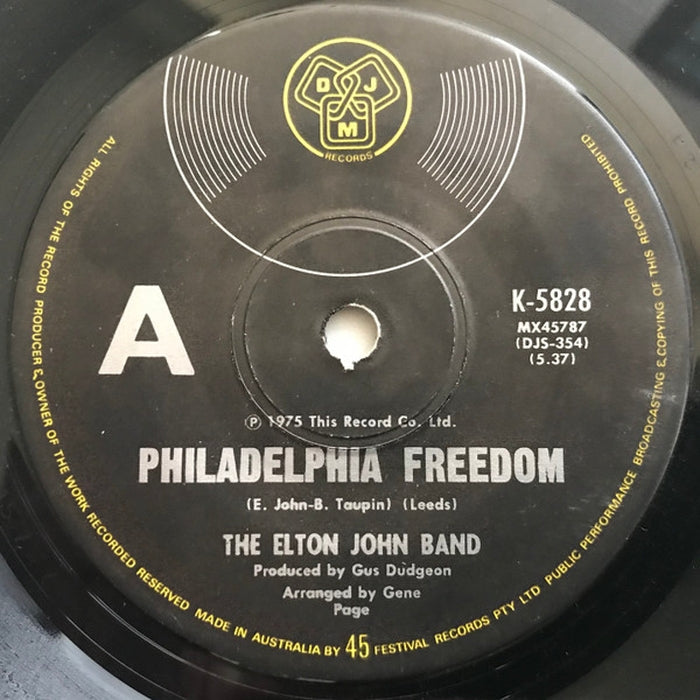 D J
M
RECORDS
A
K-5828
MX45787
(DJS-354)
(5.37)
Ⓟ 1975 This Record Co. Ltd.
PHILADELPHIA FREEDOM
(E. John-B. Taupin) (Leeds)
THE ELTON JOHN BAND
Produced by Gus Dudgeon
Arranged by Gene
Page
ALL RIGHTS OF THE RECORD PRODUCER & OWNER OF THE WORK RECORDED RESERVED MADE IN AUSTRALIA BY 45 FESTIVAL RECORDS PTY LTD PUBLIC PERFORMANCE BROADCASTING & COPYING OF THIS RECORD PROHIBITED